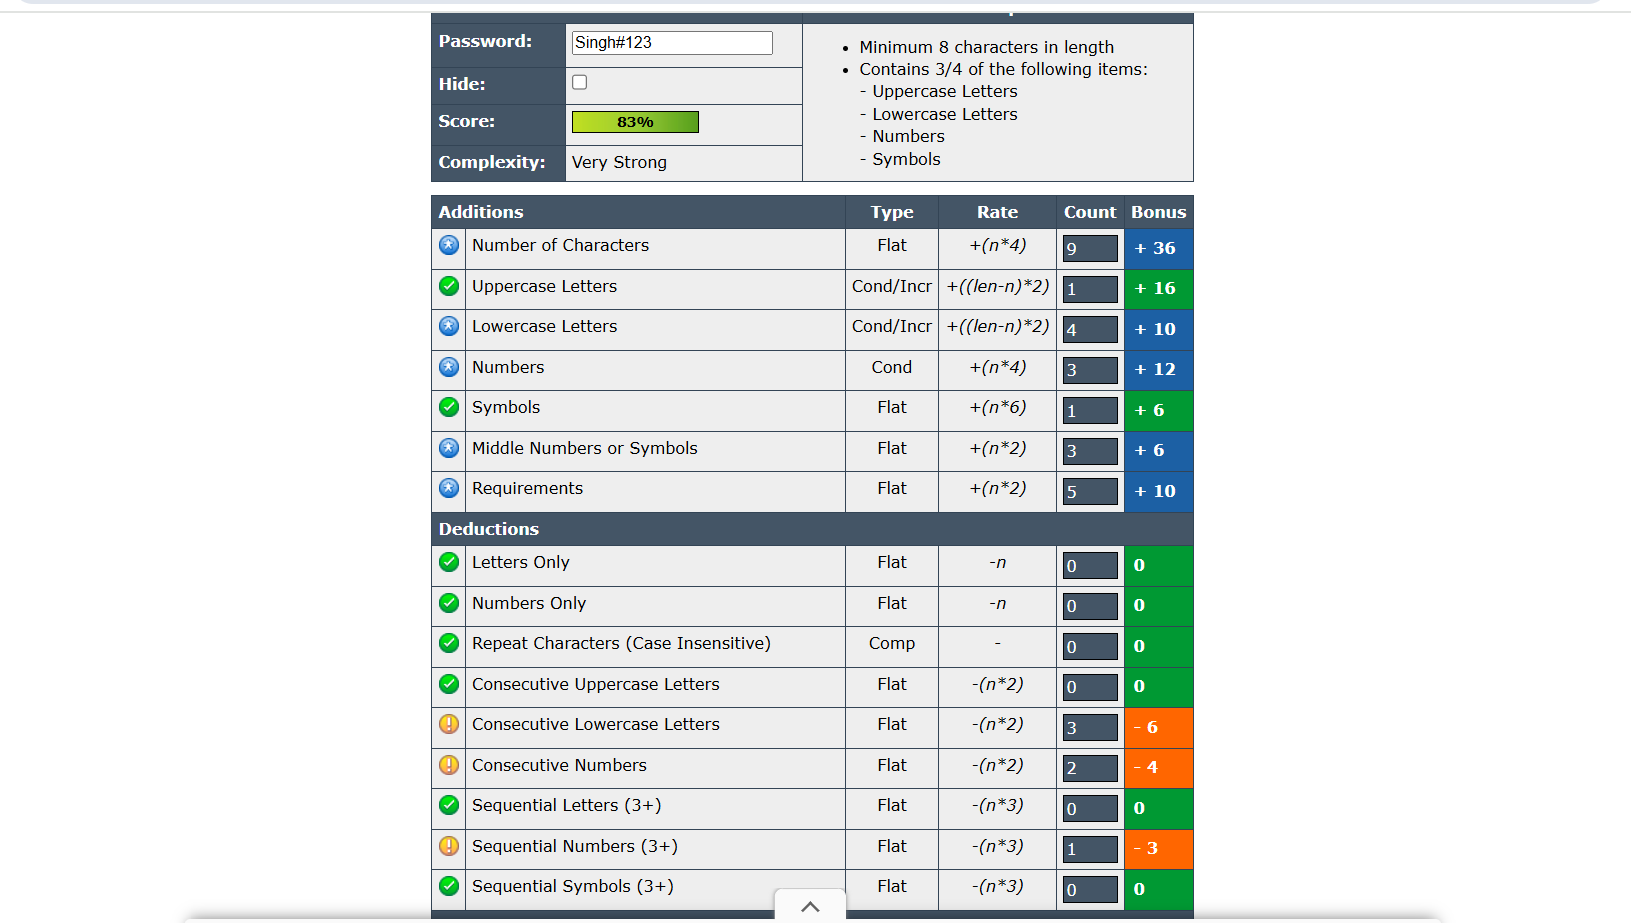 Password: Singh#123
Hide:
Score: 83%
Complexity: Very Strong
• Minimum 8 characters in length
• Contains 3/4 of the following items:
- Uppercase Letters
- Lowercase Letters
- Numbers
- Symbols
Additions Type Rate Count Bonus
Number of Characters Flat +(n*4) 9 + 36
Uppercase Letters Cond/Incr +((len-n)*2) 1 + 16
Lowercase Letters Cond/Incr +((len-n)*2) 4 + 10
Numbers Cond +(n*4) 3 + 12
Symbols Flat +(n*6) 1 + 6
Middle Numbers or Symbols Flat +(n*2) 3 + 6
Requirements Flat +(n*2) 5 + 10
Deductions
Letters Only Flat -n 0 0
Numbers Only Flat -n 0 0
Repeat Characters (Case Insensitive) Comp - 0 0
Consecutive Uppercase Letters Flat -(n*2) 0 0
Consecutive Lowercase Letters Flat -(n*2) 3 - 6
Consecutive Numbers Flat -(n*2) 2 - 4
Sequential Letters (3+) Flat -(n*3) 0 0
Sequential Numbers (3+) Flat -(n*3) 1 - 3
Sequential Symbols (3+) Flat -(n*3) 0 0